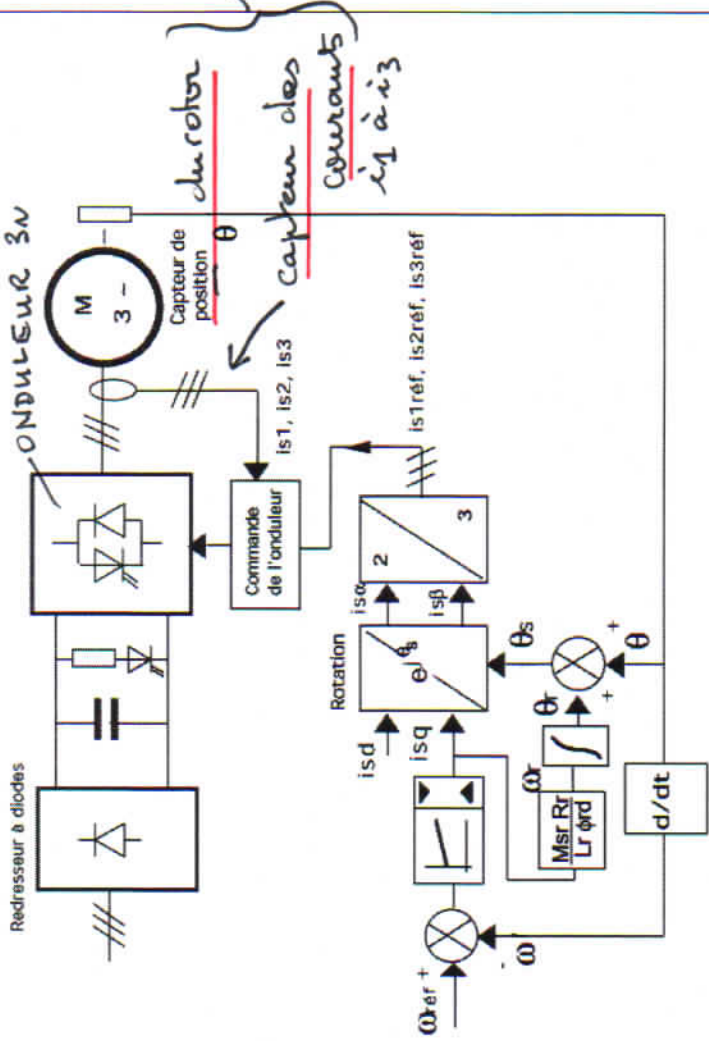 Redresseur à diodes
ONDULEUR 3N
M
3 ~
Capteur de
position
du rotor
θ
Capteur des
courants
i1 à i3
is1, is2, is3
Commande
de l'onduleur
is1réf, is2réf, is3réf
2
3
isα
isβ
Rotation
e θs
isd
isq
θs
θr
+
+
θ
ωr
∫
Msr Rr
Lr ϕrd
d/dt
ωréf +
- ω